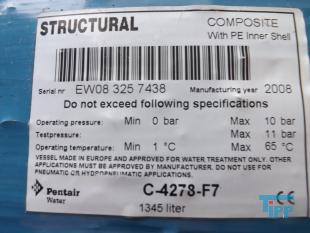 STRUCTURAL
COMPOSITE
With PE Inner Shell
Serial nr EW08 325 7438 Manufacturing year 2008
Do not exceed following specifications
Operating pressure: Min 0 bar Max 10 bar
Testpressure: Max 11 bar
Operating temperature: Min 1 °C Max 65 °C
VESSEL MADE IN EUROPE AND APPROVED FOR WATER TREATMENT ONLY. OTHER
APPLICATIONS MUST BE APPROVED BY MANUFACTURER. DO NOT USE FOR
PNEUMATIC OR HYDROPNEUMATIC APPLICATIONS.
Pentair
Water
C-4278-F7
1345 liter
CE
TIPP